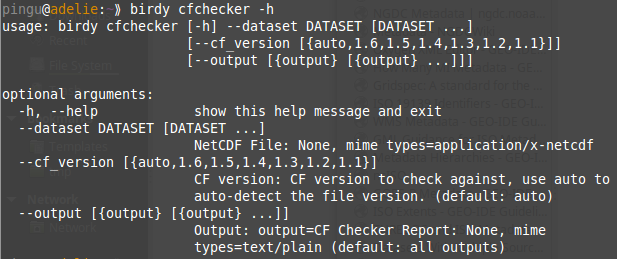 pingu@adelie:~⟫ birdy cfchecker -h
usage: birdy cfchecker [-h] --dataset DATASET [DATASET ...]
[--cf_version [{auto,1.6,1.5,1.4,1.3,1.2,1.1}]]
[--output [{output} [{output} ...]]]
optional arguments:
-h, --help show this help message and exit
--dataset DATASET [DATASET ...]
NetCDF File: None, mime types=application/x-netcdf
--cf_version [{auto,1.6,1.5,1.4,1.3,1.2,1.1}]
CF version: CF version to check against, use auto to
auto-detect the file version. (default: auto)
--output [{output} [{output} ...]]
Output: output=CF Checker Report: None, mime
types=text/plain (default: all outputs)